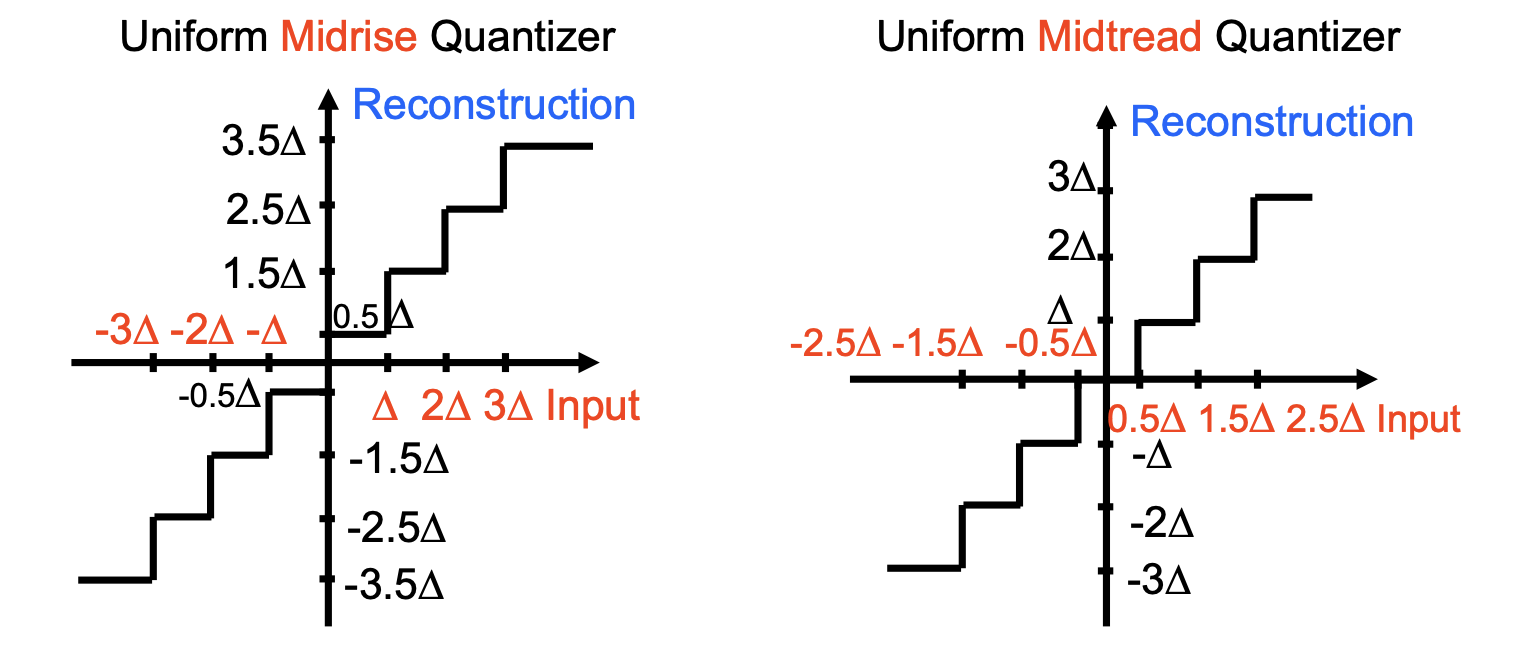 Uniform Midrise Quantizer
Reconstruction
3.5Δ
2.5Δ
1.5Δ
0.5 Δ
-3Δ -2Δ -Δ
-0.5Δ
Δ 2Δ 3Δ Input
-1.5Δ
-2.5Δ
-3.5Δ
Uniform Midtread Quantizer
Reconstruction
3Δ
2Δ
Δ
-2.5Δ -1.5Δ -0.5Δ
0.5Δ 1.5Δ 2.5Δ Input
-Δ
-2Δ
-3Δ